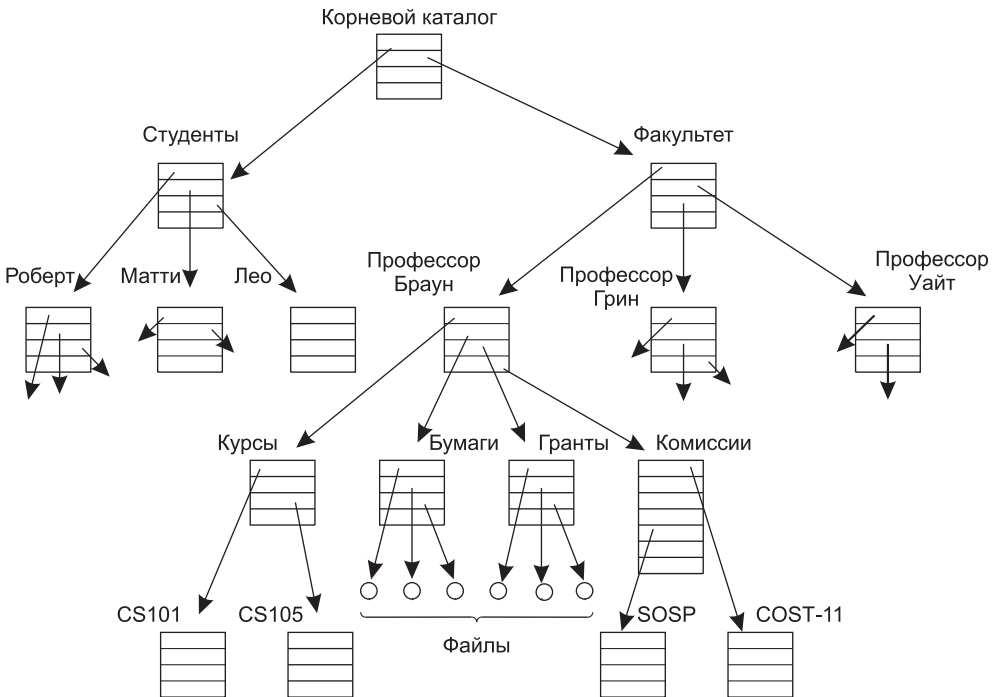 Корневой каталог
Студенты
Факультет
Роберт
Матти
Лео
Профессор
Браун
Профессор
Грин
Профессор
Уайт
Курсы
Бумаги
Гранты
Комиссии
CS101
CS105
Файлы
SOSP
COST-11